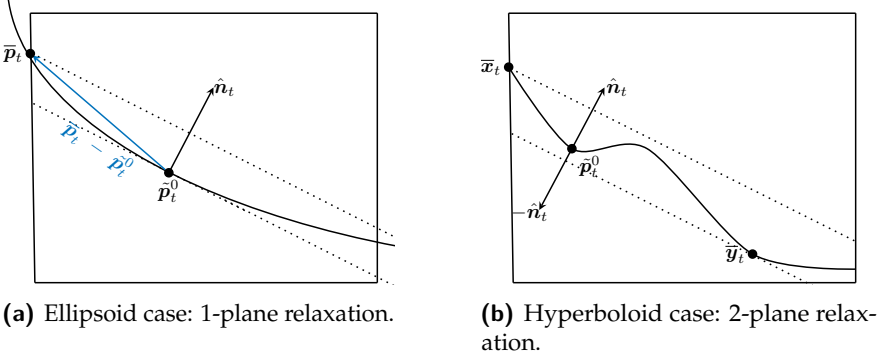 p̅_t
n̂_t
p̅_t − p̃_t^0
p̃_t^0
(a) Ellipsoid case: 1-plane relaxation.
x̅_t
n̂_t
p̃_t^0
−n̂_t
y̅_t
(b) Hyperboloid case: 2-plane relax-
ation.